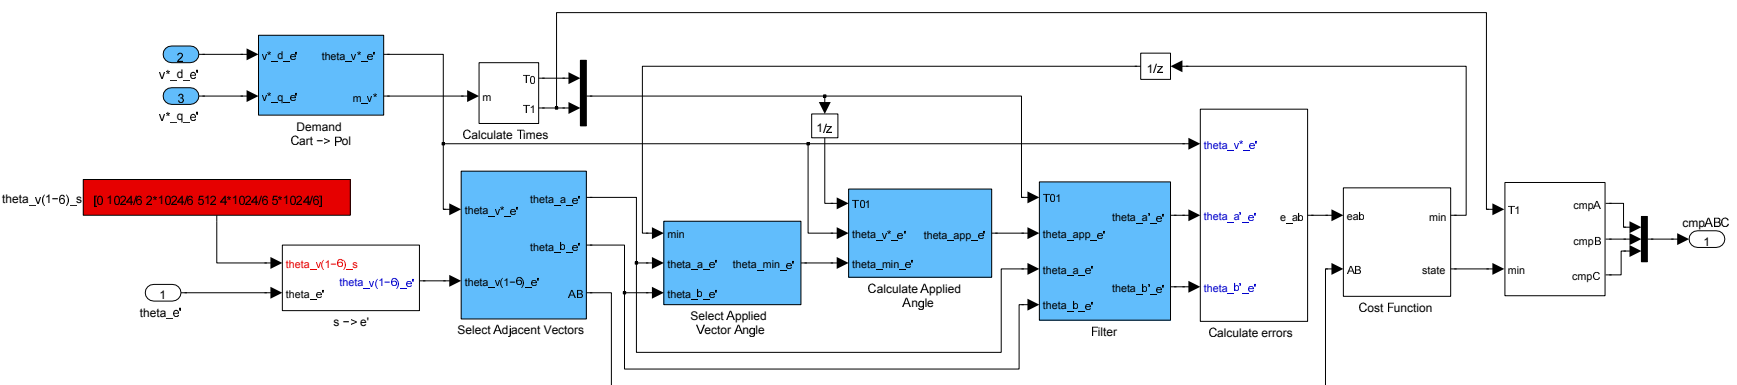 2
v*_d_e'
3
v*_q_e'
v*_d_e'
theta_v*_e'
v*_q_e'
m_v*
Demand
Cart −> Pol
m
T0
T1
Calculate Times
1/z
1/z
theta_v(1−6)_s
[0 1024/6 2*1024/6 512 4*1024/6 5*1024/6]
theta_v(1−6)_s
theta_v(1−6)_e'
theta_e'
s −> e'
1
theta_e'
theta_v*_e'
theta_a_e'
theta_b_e'
theta_v(1−6)_e'
AB
Select Adjacent Vectors
min
theta_a_e'
theta_min_e'
theta_b_e'
Select Applied
Vector Angle
T01
theta_v*_e'
theta_app_e'
theta_min_e'
Calculate Applied
Angle
T01
theta_a'_e'
theta_app_e'
theta_a_e'
theta_b'_e'
theta_b_e'
Filter
theta_v*_e'
theta_a'_e'
e_ab
theta_b'_e'
Calculate errors
eab
min
AB
state
Cost Function
T1
cmpA
cmpB
min
cmpC
cmpABC
1